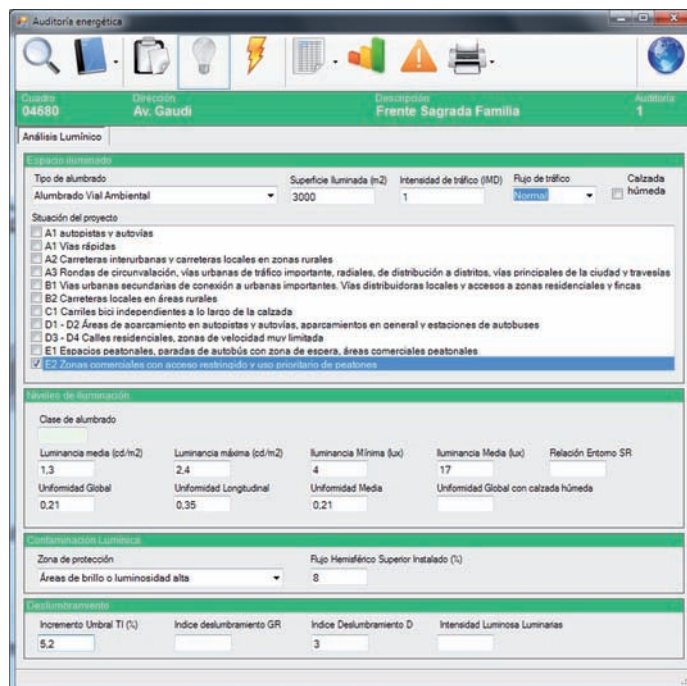 Auditoría energética
Cuadro Dirección Descripción Auditoría
04680 Av. Gaudi Frente Sagrada Familia 1
Análisis Lumínico
Espacio iluminado
Tipo de alumbrado Superficie Iluminada (m2) Intensidad de tráfico (IMD) Flujo de tráfico Calzada húmeda
Alumbrado Vial Ambiental 3000 1 Normal
Situación del proyecto
A1 autopistas y autovías
A1 Vías rápidas
A2 Carreteras interurbanas y carreteras locales en zonas rurales
A3 Rondas de circunvalación, vías urbanas de tráfico importante, radiales, de distribución a distritos, vías principales de la ciudad y travesías
B1 Vías urbanas secundarias de conexión a urbanas importantes. Vías distribuidoras locales y accesos a zonas residenciales y fincas
B2 Carreteras locales en áreas rurales
C1 Carriles bici independientes a lo largo de la calzada
D1 - D2 Áreas de aparcamiento en autopistas y autovías, aparcamientos en general y estaciones de autobuses
D3 - D4 Calles residenciales, zonas de velocidad muy limitada
E1 Espacios peatonales, paradas de autobús con zona de espera, áreas comerciales peatonales
E2 Zonas comerciales con acceso restringido y uso prioritario de peatones
Niveles de iluminación
Clase de alumbrado
Luminancia media (cd/m2) Luminancia máxima (cd/m2) Iluminancia Mínima (lux) Iluminancia Media (lux) Relación Entorno SR
1,3 2,4 4 17
Uniformidad Global Uniformidad Longitudinal Uniformidad Media Uniformidad Global con calzada húmeda
0,21 0,35 0,21
Contaminación Lumínica
Zona de protección Flujo Hemisférico Superior Instalado (%)
Áreas de brillo o luminosidad alta 8
Deslumbramiento
Incremento Umbral TI (%) Indice deslumbramiento GR Indice Deslumbramiento D Intensidad Luminosa Luminarias
5,2 3